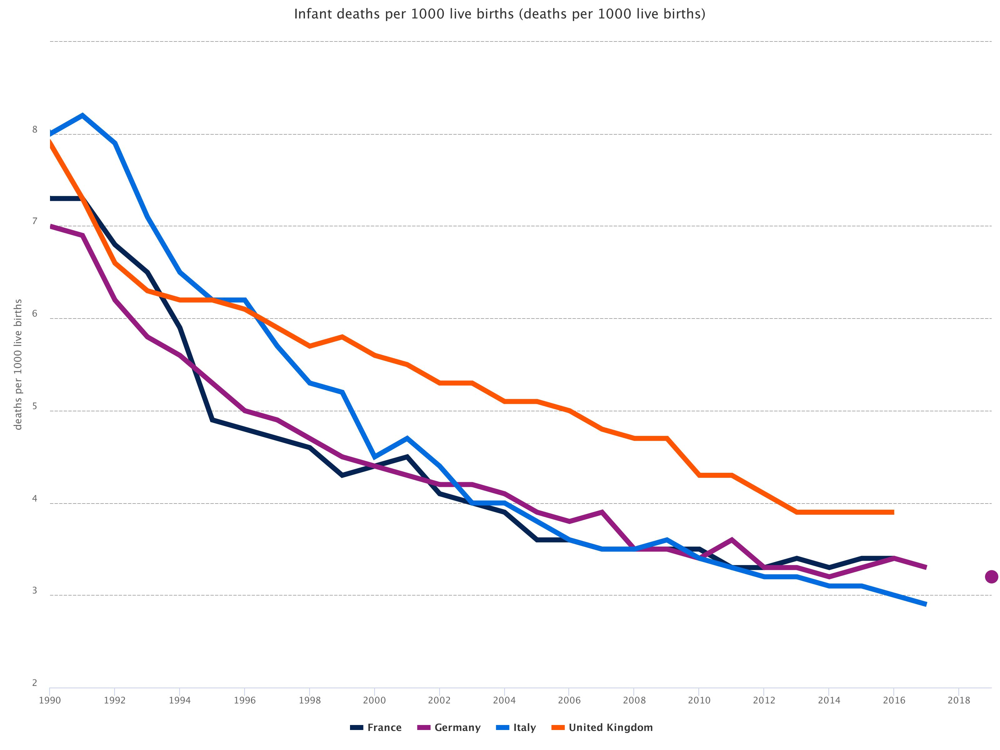 Infant deaths per 1000 live births (deaths per 1000 live births)
deaths per 1000 live births
8
7
6
5
4
3
2
1990 1992 1994 1996 1998 2000 2002 2004 2006 2008 2010 2012 2014 2016 2018
France Germany Italy United Kingdom